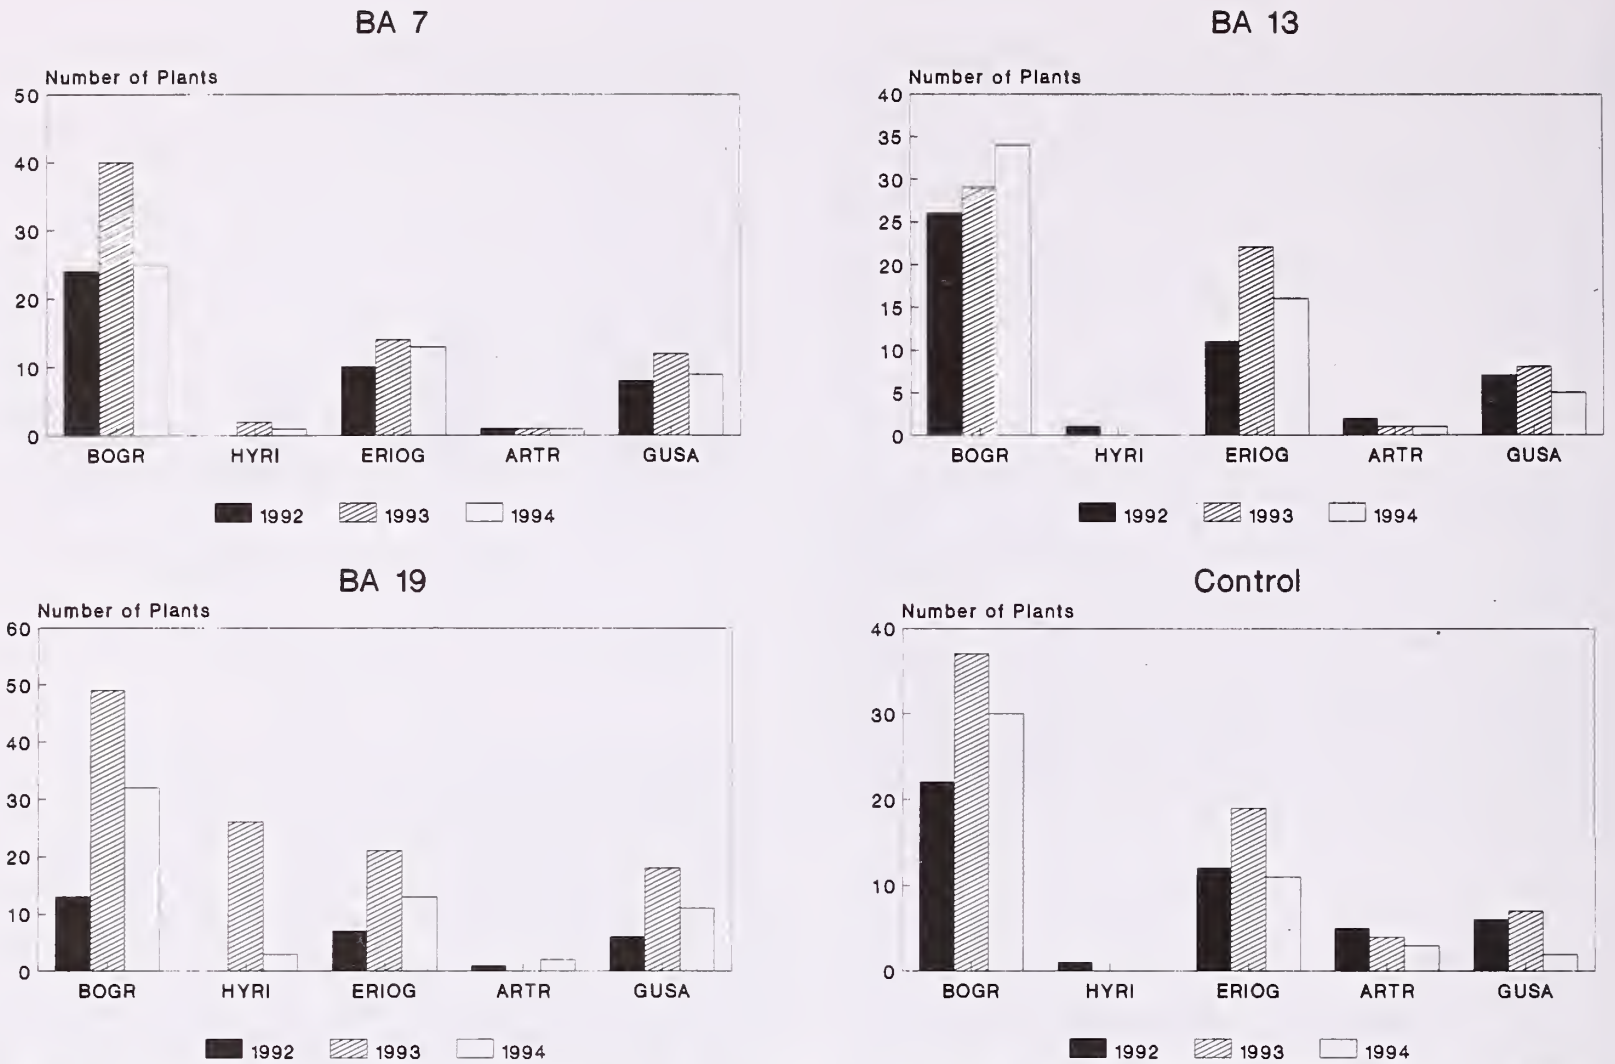 BA 7
Number of Plants
50
40
30
20
10
0
BOGR HYRI ERIOG ARTR GUSA
1992 1993 1994
BA 13
Number of Plants
40
35
30
25
20
15
10
5
0
BOGR HYRI ERIOG ARTR GUSA
1992 1993 1994
BA 19
Number of Plants
60
50
40
30
20
10
0
BOGR HYRI ERIOG ARTR GUSA
1992 1993 1994
Control
Number of Plants
40
30
20
10
0
BOGR HYRI ERIOG ARTR GUSA
1992 1993 1994